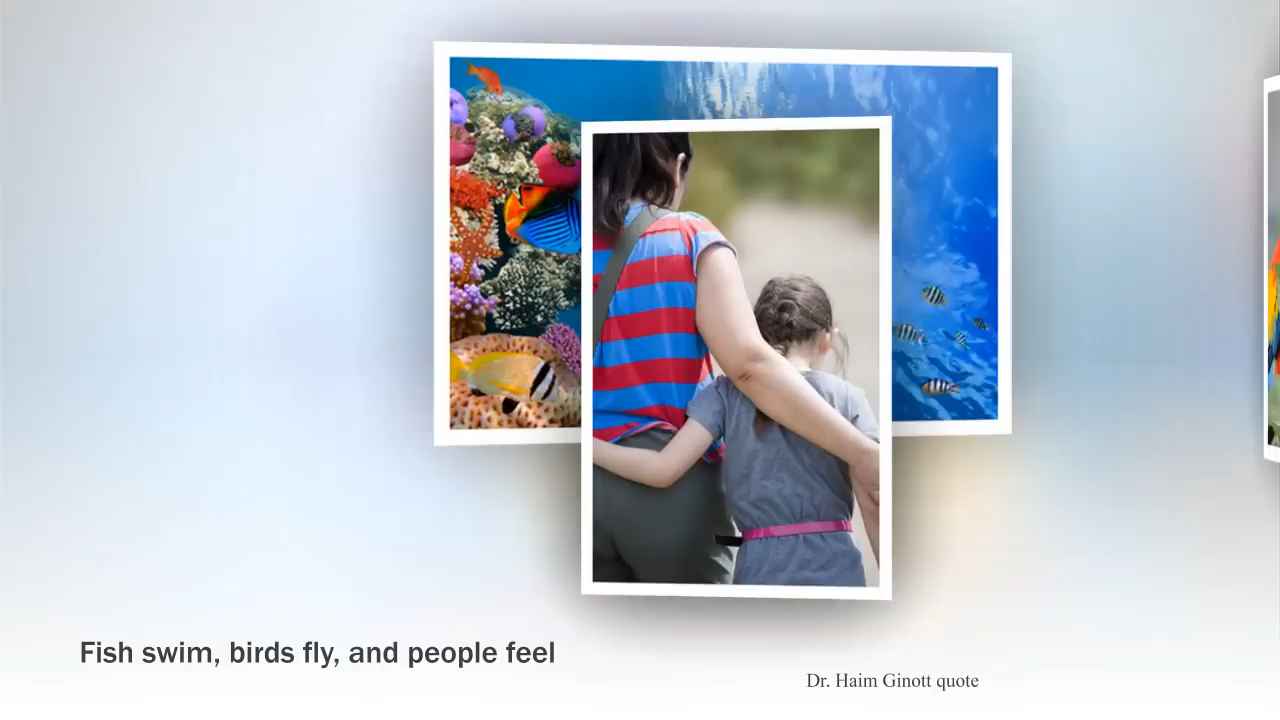 Fish swim, birds fly, and people feel
Dr. Haim Ginott quote